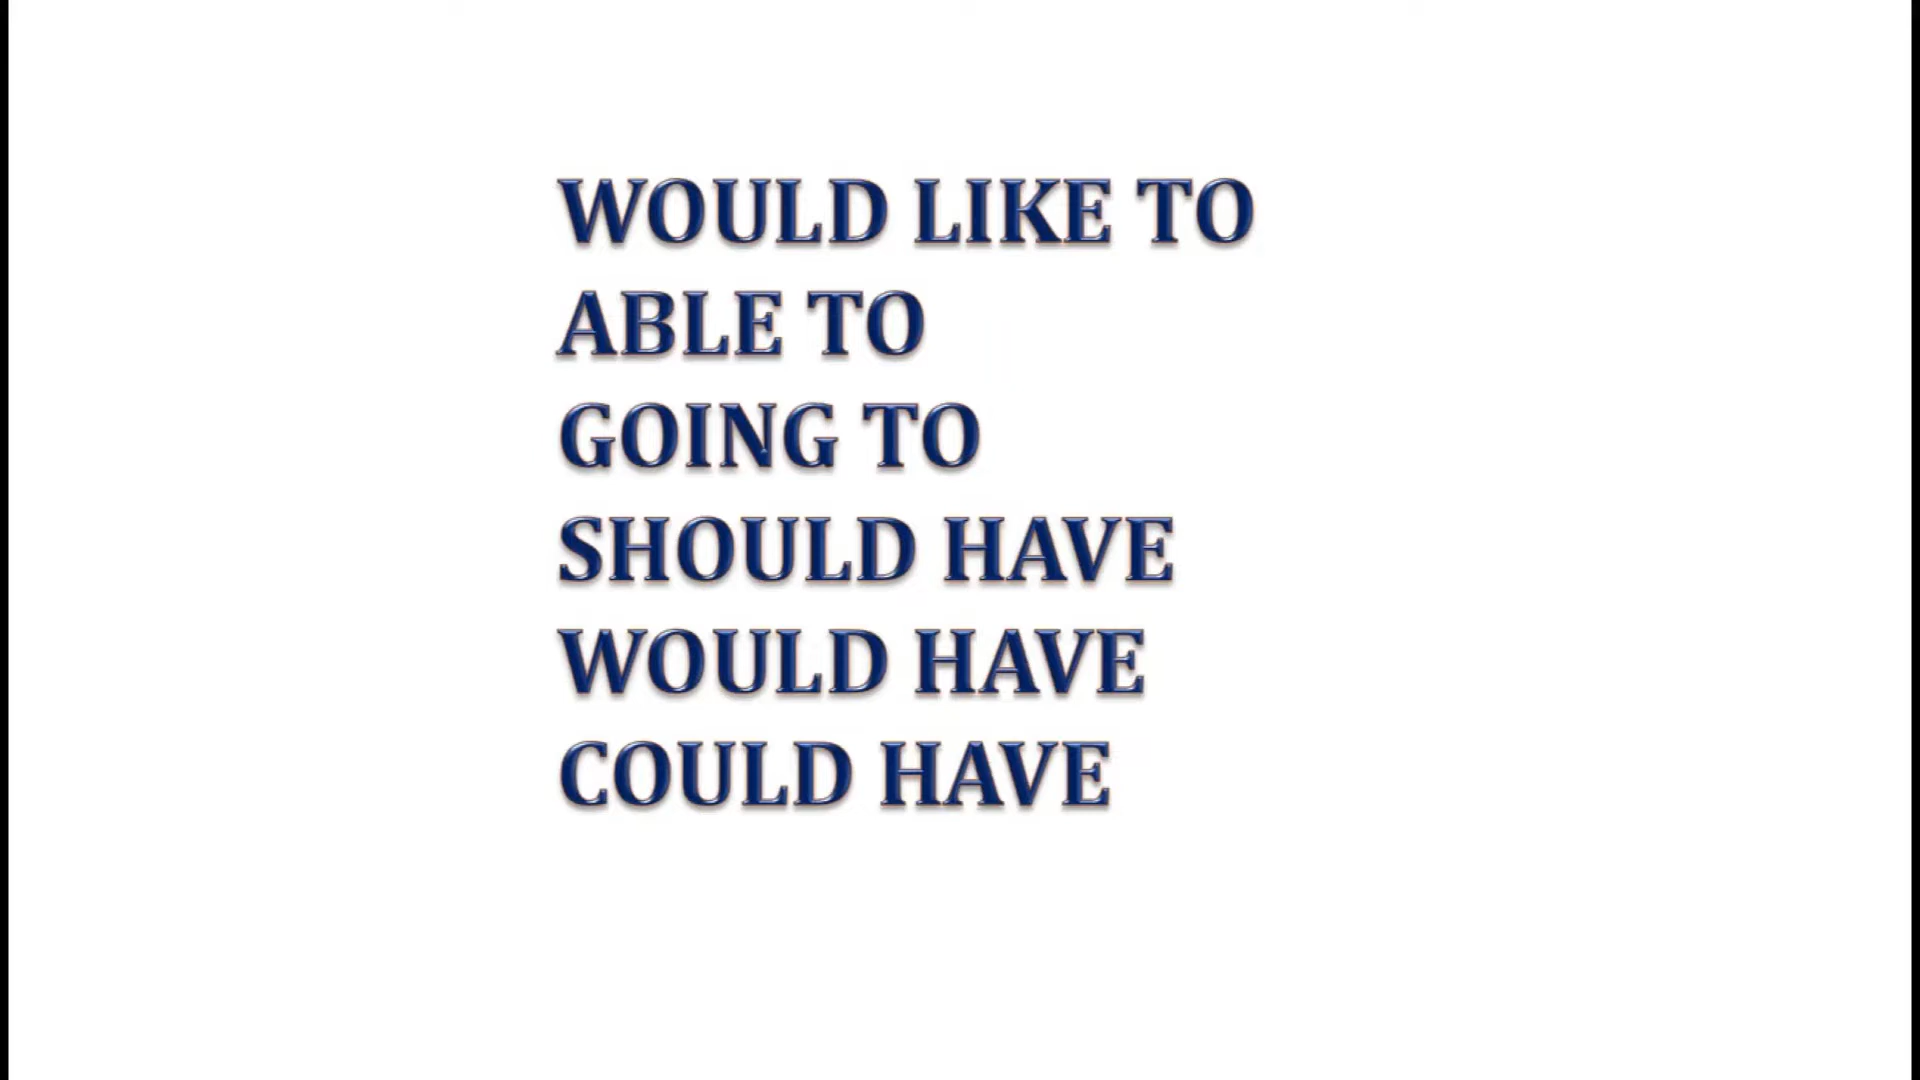 WOULD LIKE TO
ABLE TO
GOING TO
SHOULD HAVE
WOULD HAVE
COULD HAVE